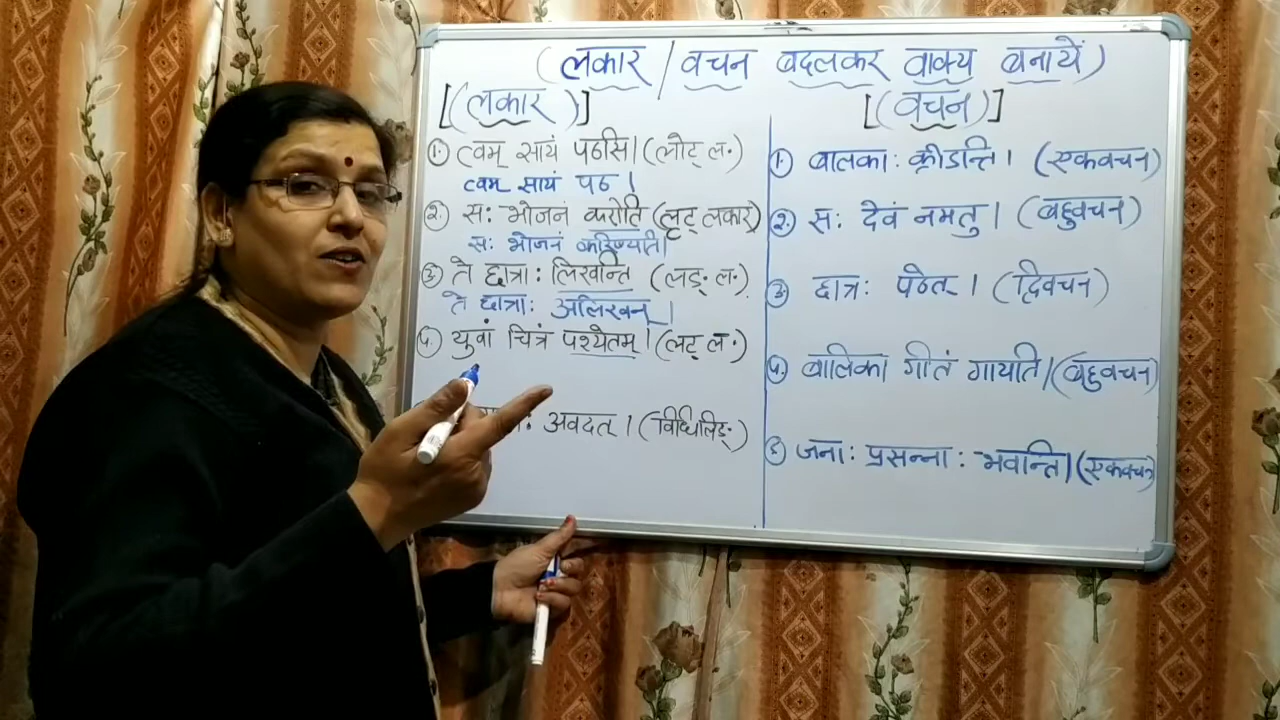 (लकार / वचन बदलकर वाक्य बनायें)
[(लकार)]
① त्वम् सायं पठसि। (लोट् ल॰)
त्वम् सायं पठ।
②. सः भोजनं करोति (लृट् लकार)
सः भोजनं करिष्यति।
③ ते छात्राः लिखन्ति (लङ् ल॰)
ते छात्राः अलिखन्।
④ युवां चित्रं पश्येतम्। (लट् ल॰)
अवदत्। (विधिलिङ्)
[(वचन)]
① बालकाः क्रीडन्ति। (एकवचन)
②. सः देवं नमतु। (बहुवचन)
③ छात्रः पठेत्। (द्विवचन)
④ बालिका गीतं गायति। (बहुवचन)
जनाः प्रसन्नाः भवन्ति। (एकवचन)